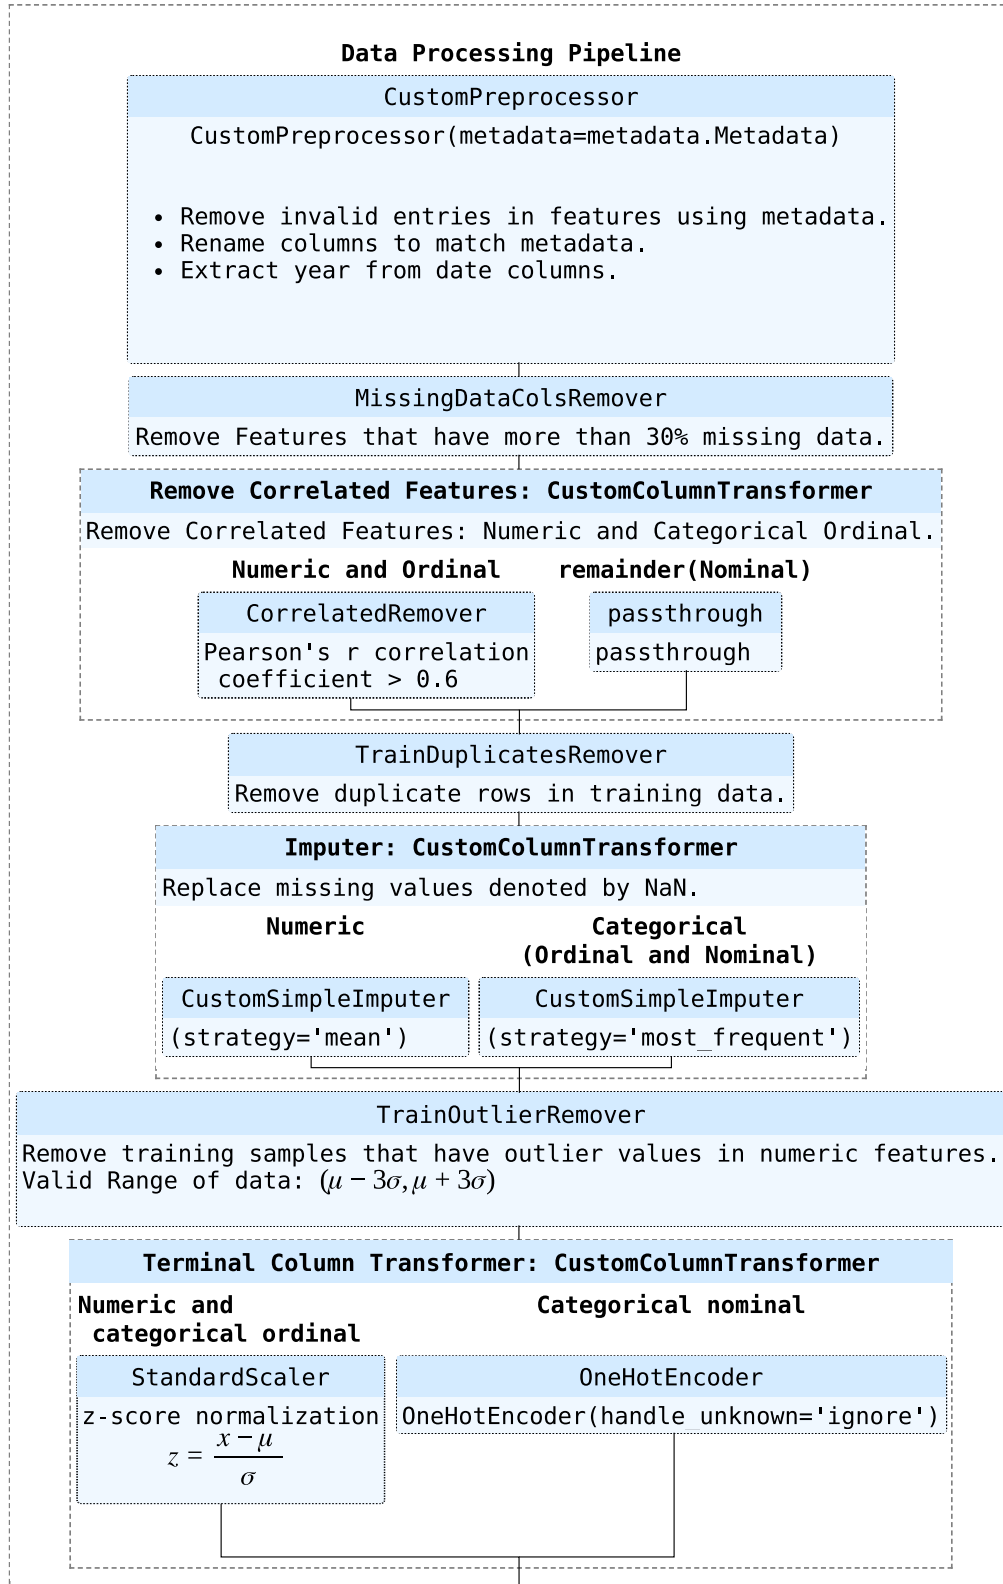 Data Processing Pipeline
CustomPreprocessor
CustomPreprocessor(metadata=metadata.Metadata)
• Remove invalid entries in features using metadata.
• Rename columns to match metadata.
• Extract year from date columns.
MissingDataColsRemover
Remove Features that have more than 30% missing data.
Remove Correlated Features: CustomColumnTransformer
Remove Correlated Features: Numeric and Categorical Ordinal.
Numeric and Ordinal
CorrelatedRemover
Pearson's r correlation
coefficient > 0.6
remainder(Nominal)
passthrough
passthrough
TrainDuplicatesRemover
Remove duplicate rows in training data.
Imputer: CustomColumnTransformer
Replace missing values denoted by NaN.
Numeric
CustomSimpleImputer
(strategy='mean')
Categorical
(Ordinal and Nominal)
CustomSimpleImputer
(strategy='most_frequent')
TrainOutlierRemover
Remove training samples that have outlier values in numeric features.
Valid Range of data: (μ − 3σ, μ + 3σ)
Terminal Column Transformer: CustomColumnTransformer
Numeric and
categorical ordinal
StandardScaler
z-score normalization
z = (x − μ) / σ
Categorical nominal
OneHotEncoder
OneHotEncoder(handle_unknown='ignore')